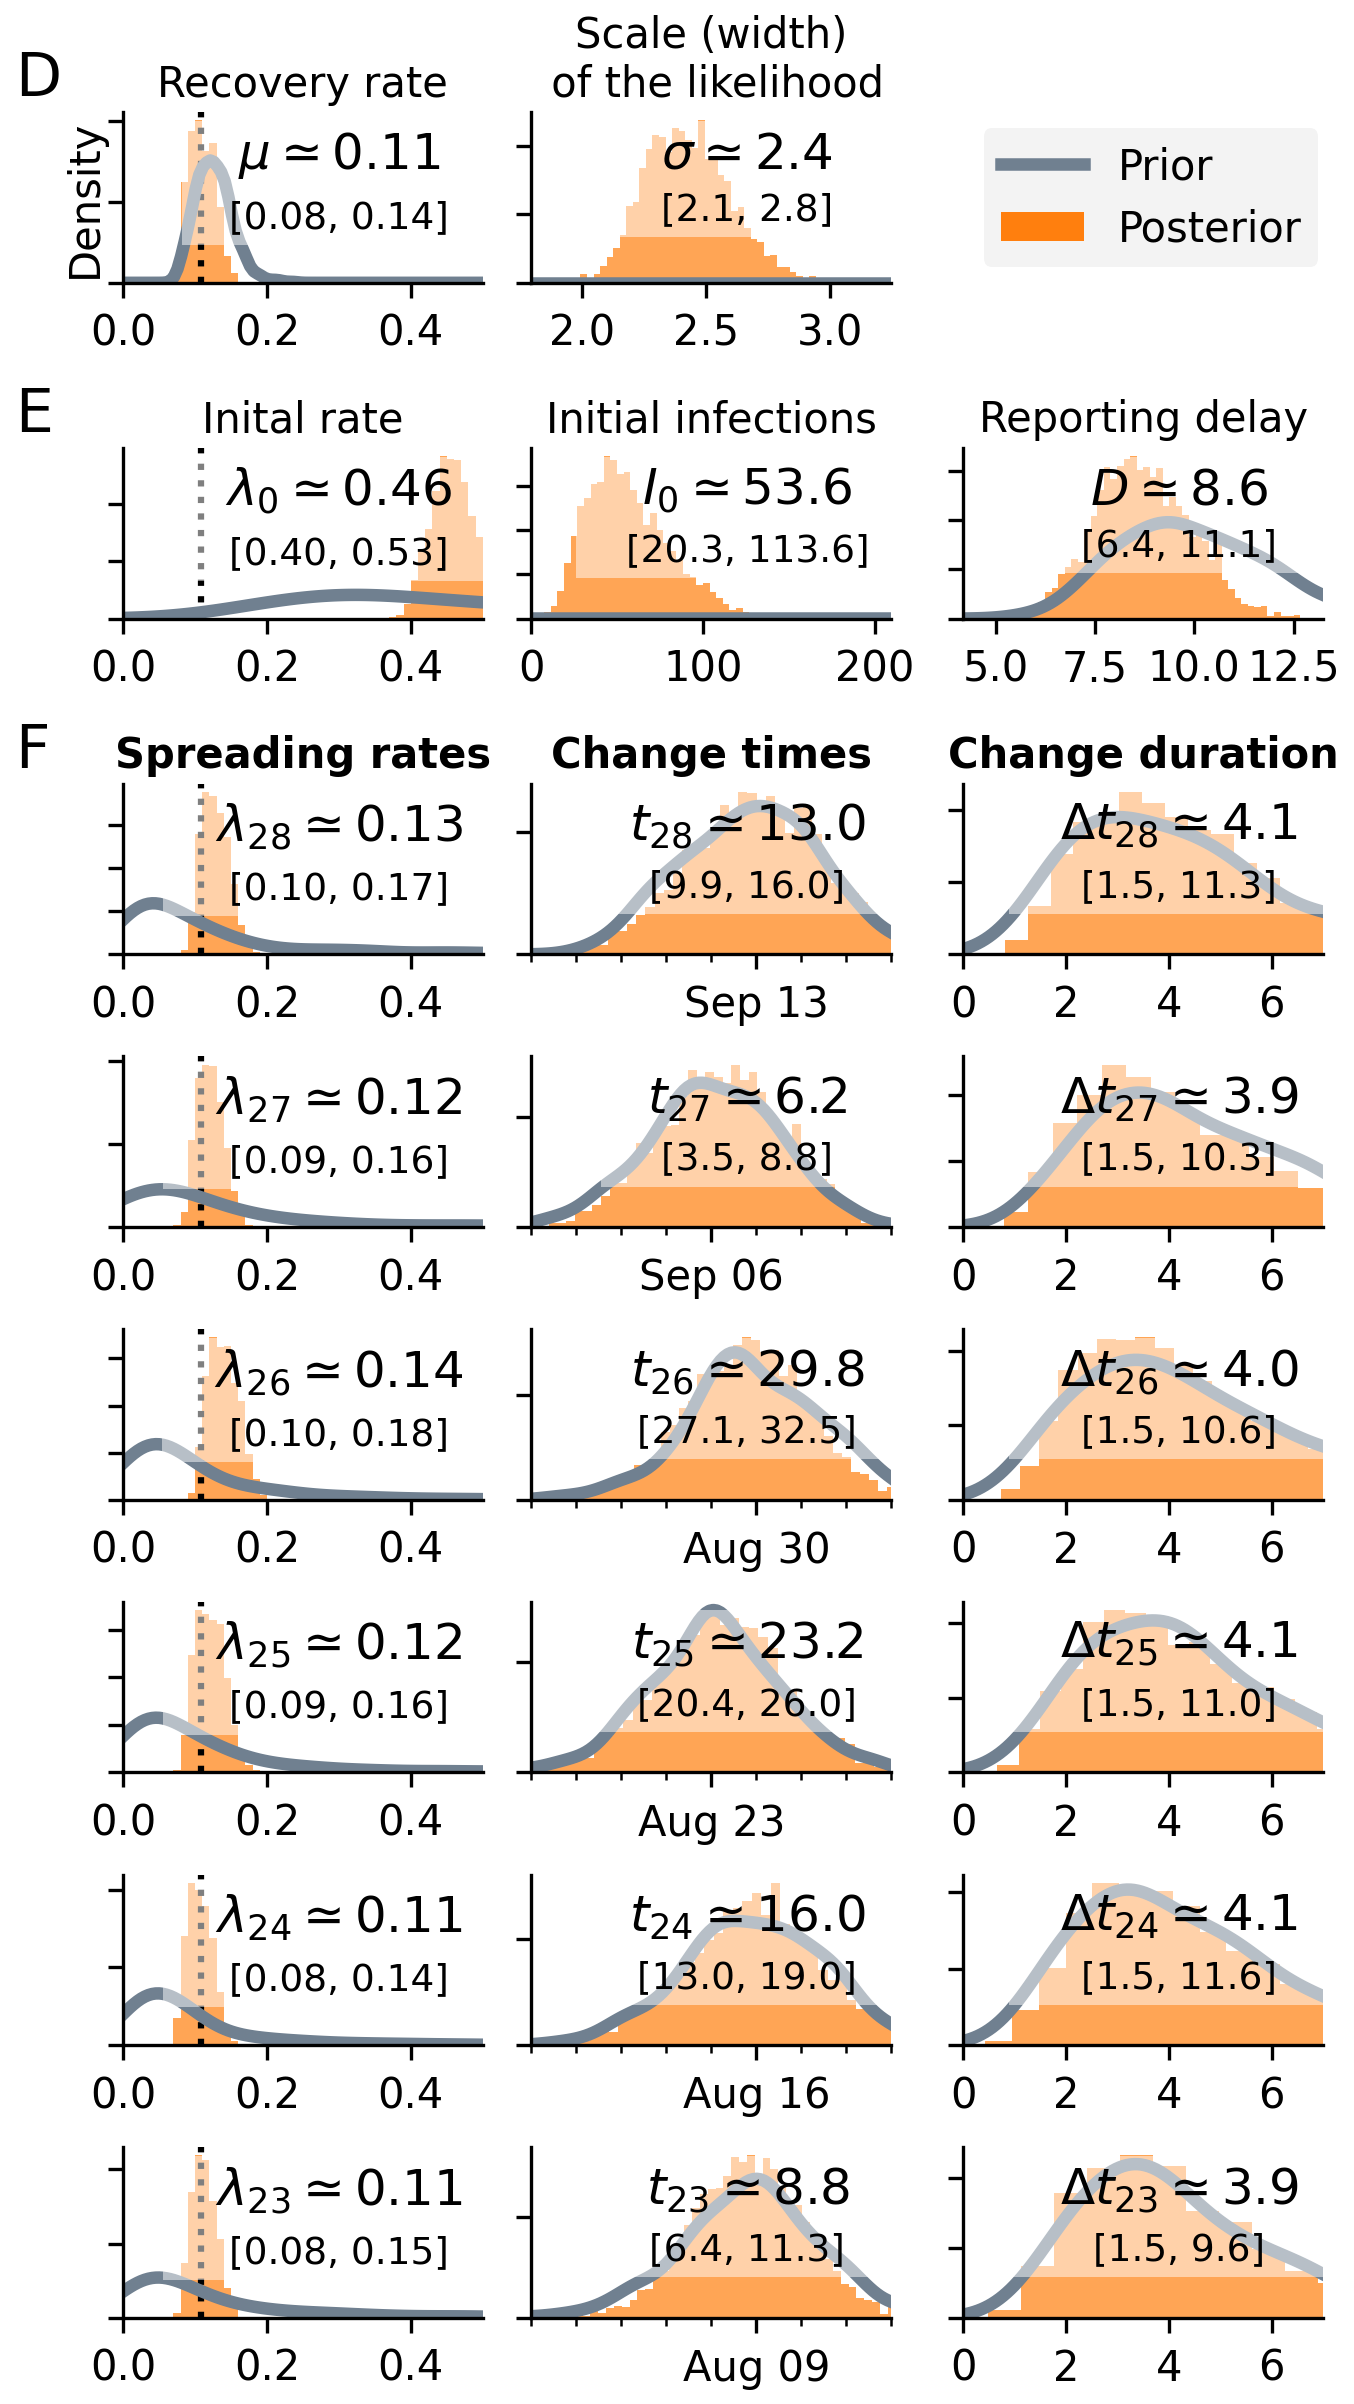 D
Recovery rate
Scale (width)
of the likelihood
Density
μ ≃ 0.11
[0.08, 0.14]
0.0 0.2 0.4
σ ≃ 2.4
[2.1, 2.8]
2.0 2.5 3.0
Prior
Posterior
E
Inital rate
λ0 ≃ 0.46
[0.40, 0.53]
0.0 0.2 0.4
Initial infections
I0 ≃ 53.6
[20.3, 113.6]
0 100 200
Reporting delay
D ≃ 8.6
[6.4, 11.1]
5.0 7.5 10.0 12.5
F
Spreading rates
Change times
Change duration
λ28 ≃ 0.13
[0.10, 0.17]
0.0 0.2 0.4
t28 ≃ 13.0
[9.9, 16.0]
Sep 13
Δt28 ≃ 4.1
[1.5, 11.3]
0 2 4 6
λ27 ≃ 0.12
[0.09, 0.16]
0.0 0.2 0.4
t27 ≃ 6.2
[3.5, 8.8]
Sep 06
Δt27 ≃ 3.9
[1.5, 10.3]
0 2 4 6
λ26 ≃ 0.14
[0.10, 0.18]
0.0 0.2 0.4
t26 ≃ 29.8
[27.1, 32.5]
Aug 30
Δt26 ≃ 4.0
[1.5, 10.6]
0 2 4 6
λ25 ≃ 0.12
[0.09, 0.16]
0.0 0.2 0.4
t25 ≃ 23.2
[20.4, 26.0]
Aug 23
Δt25 ≃ 4.1
[1.5, 11.0]
0 2 4 6
λ24 ≃ 0.11
[0.08, 0.14]
0.0 0.2 0.4
t24 ≃ 16.0
[13.0, 19.0]
Aug 16
Δt24 ≃ 4.1
[1.5, 11.6]
0 2 4 6
λ23 ≃ 0.11
[0.08, 0.15]
0.0 0.2 0.4
t23 ≃ 8.8
[6.4, 11.3]
Aug 09
Δt23 ≃ 3.9
[1.5, 9.6]
0 2 4 6